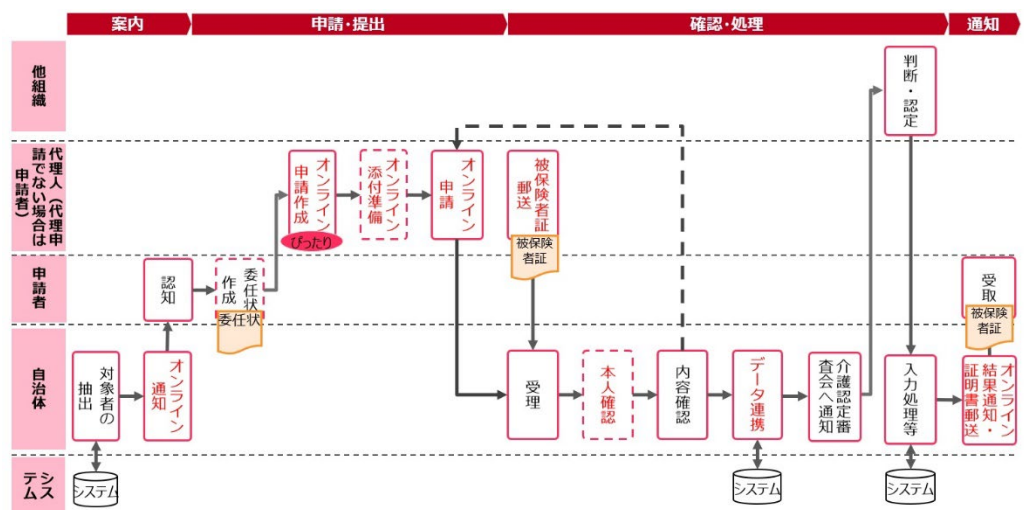 案内
申請・提出
確認・処理
通知
他組織
判断・認定
代理人（代理申
請でない場合は
申請者）
オンライン
申請作成
ぴったり
オンライン
添付準備
オンライン
申請
被保険者証
郵送
被保険
者証
申請者
認知
委任状
作成
委任状
受取
被保険
者証
自治体
対象者の
抽出
オンライン
通知
受理
本人確認
内容確認
データ連携
介護認定審
査会へ通知
入力処理等
オンライン
結果通知・
証明書郵送
シス
テム
システム
システム
システム